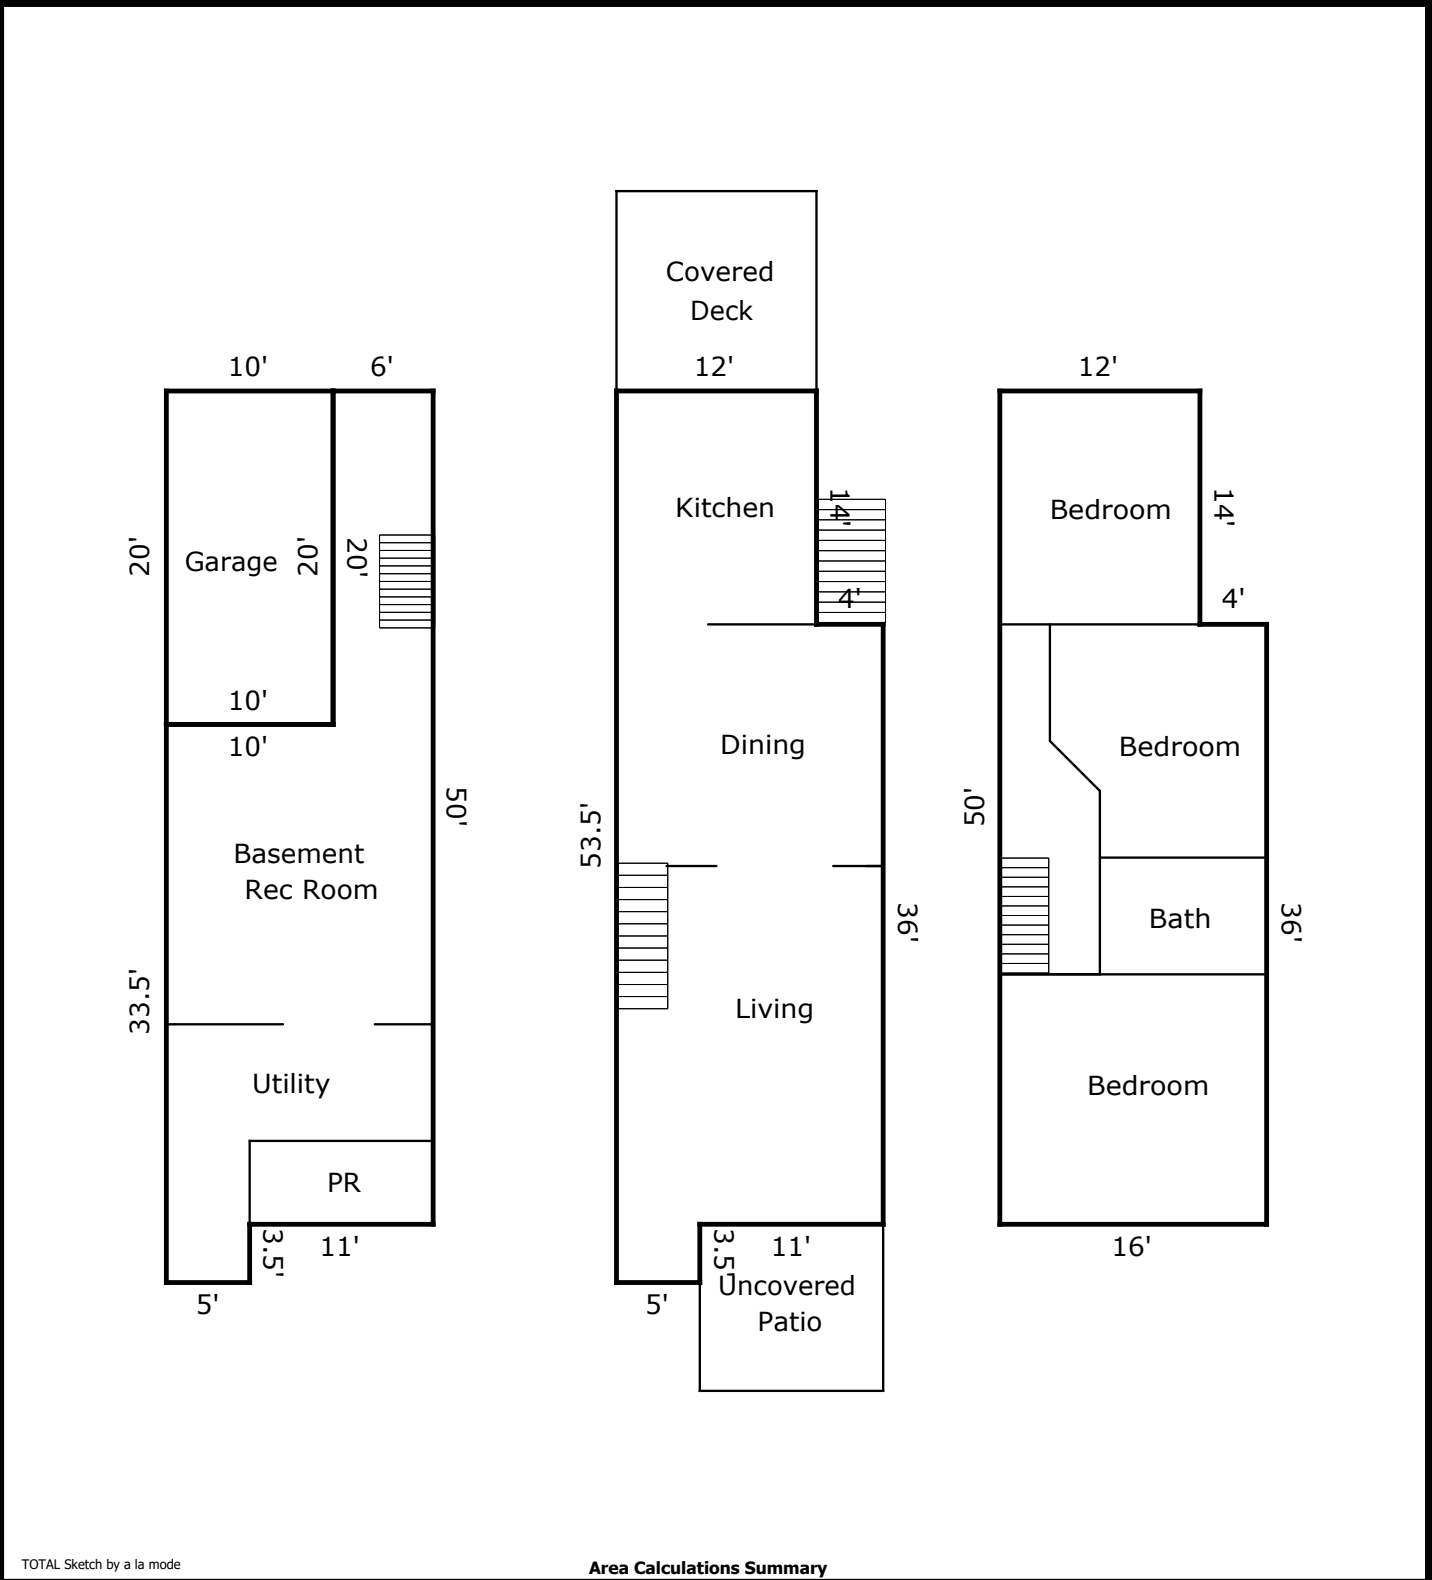 Covered
Deck
10'
6'
12'
12'
Kitchen
14'
Bedroom
14'
20'
Garage
20'
20'
4'
4'
10'
10'
Dining
Bedroom
50'
53.5'
50'
Basement
Rec Room
36'
Bath
36'
33.5'
Living
Utility
Bedroom
PR
3.5'
11'
3.5'
11'
16'
5'
5'
Uncovered
Patio
TOTAL Sketch by a la mode
Area Calculations Summary